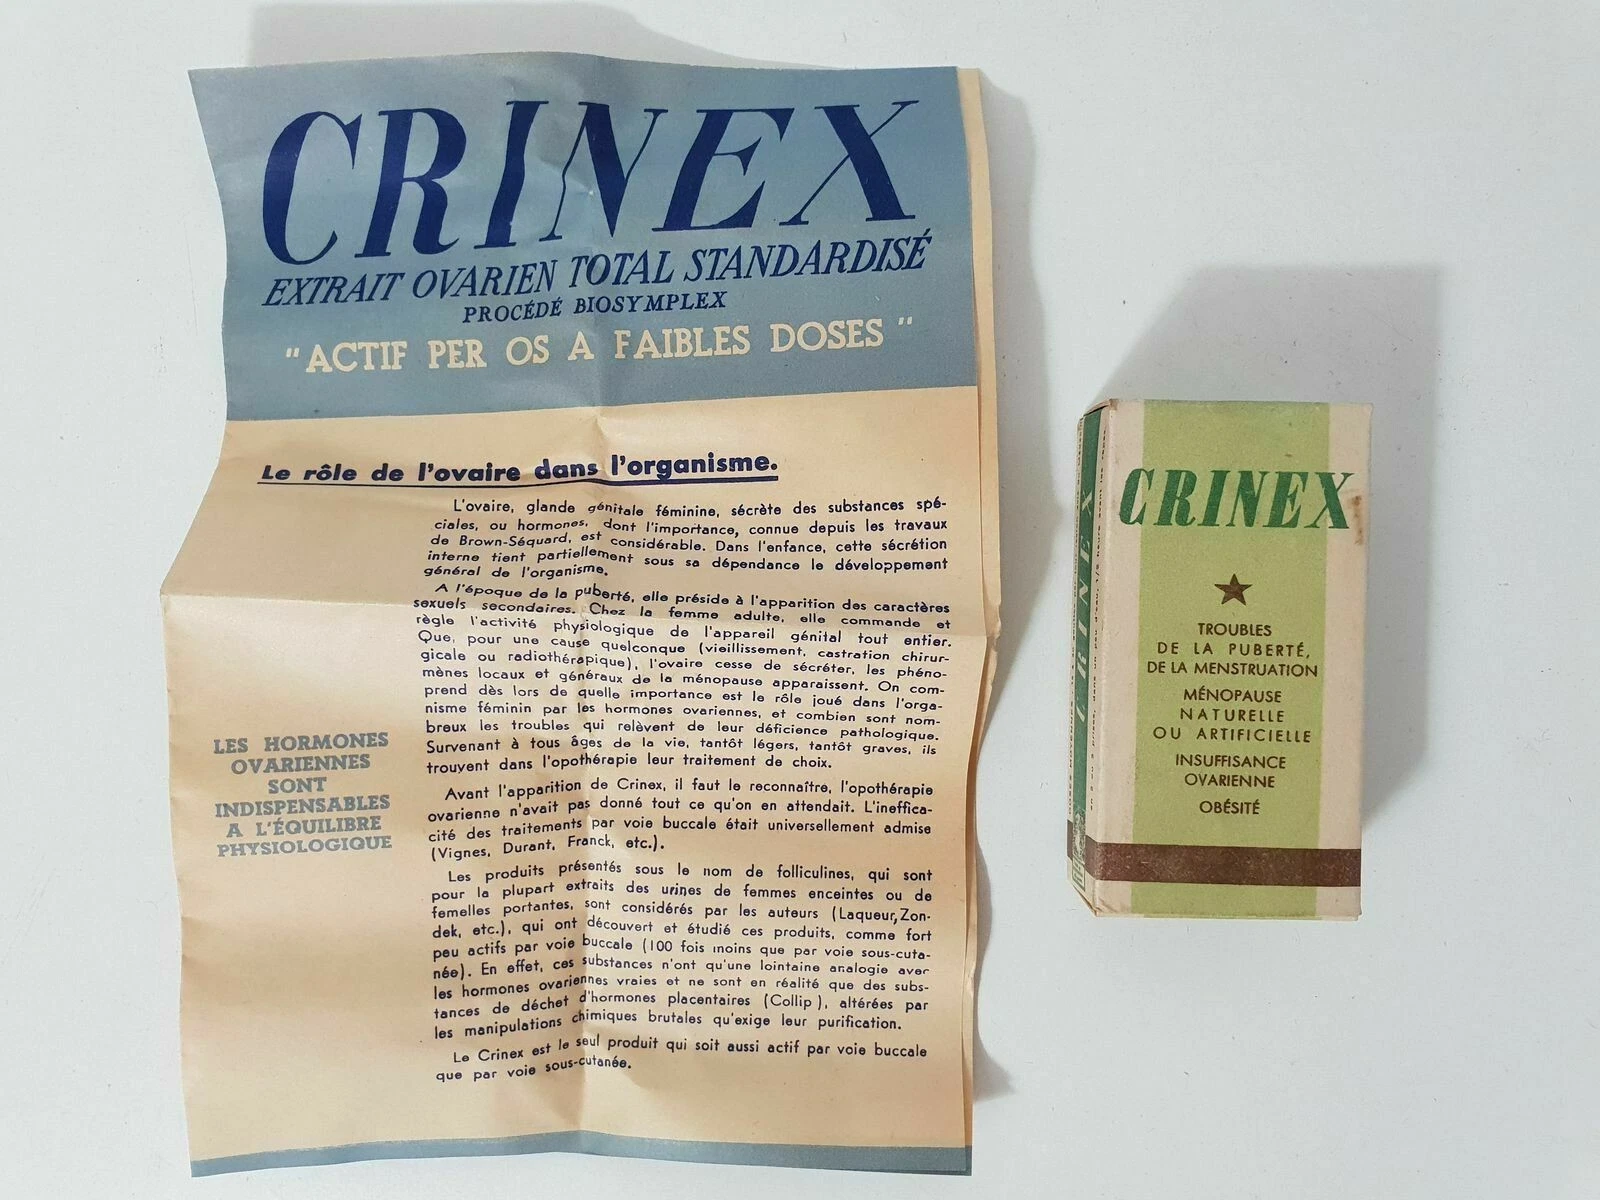 CRINEX
EXTRAIT OVARIEN TOTAL STANDARDISÉ
PROCÉDÉ BIOSYMPLEX
"ACTIF PER OS A FAIBLES DOSES"
Le rôle de l'ovaire dans l'organisme.
L'ovaire, glande génitale féminine, sécrète des substances spé-
ciales, ou hormones, dont l'importance, connue depuis les travaux
de Brown-Séquard, est considérable. Dans l'enfance, cette sécrétion
interne tient partiellement sous sa dépendance le développement
général de l'organisme.
A l'époque de la puberté, elle préside à l'apparition des caractères
sexuels secondaires. Chez la femme adulte, elle commande et
règle l'activité physiologique de l'appareil génital tout entier.
Que, pour une cause quelconque (vieillissement, castration chirur-
gicale ou radiothérapique), l'ovaire cesse de sécréter, les phéno-
mènes locaux et généraux de la ménopause apparaissent. On com-
prend dès lors de quelle importance est le rôle joué dans l'orga-
nisme féminin par les hormones ovariennes, et combien sont nom-
breux les troubles qui relèvent de leur déficience pathologique.
Survenant à tous âges de la vie, tantôt légers, tantôt graves, ils
trouvent dans l'opothérapie leur traitement de choix.
Avant l'apparition de Crinex, il faut le reconnaître, l'opothérapie
ovarienne n'avait pas donné tout ce qu'on en attendait. L'ineffica-
cité des traitements par voie buccale était universellement admise
(Vignes, Durant, Franck, etc.).
Les produits présentés sous le nom de folliculines, qui sont
pour la plupart extraits des urines de femmes enceintes ou de
femelles portantes, sont considérés par les auteurs (Laqueur, Zon-
dek, etc.), qui ont découvert et étudié ces produits, comme fort
peu actifs par voie buccale (100 fois moins que par voie sous-cuta-
née). En effet, ces substances n'ont qu'une lointaine analogie avec
les hormones ovariennes vraies et ne sont en réalité que des subs-
tances de déchet d'hormones placentaires (Collip), altérées par
les manipulations chimiques brutales qu'exige leur purification.
Le Crinex est le seul produit qui soit aussi actif par voie buccale
que par voie sous-cutanée.
LES HORMONES
OVARIENNES
SONT
INDISPENSABLES
A L'ÉQUILIBRE
PHYSIOLOGIQUE
CRINEX
CRINEX
TROUBLES
DE LA PUBERTÉ,
DE LA MENSTRUATION
MÉNOPAUSE
NATURELLE
OU ARTIFICIELLE
INSUFFISANCE
OVARIENNE
OBÉSITÉ